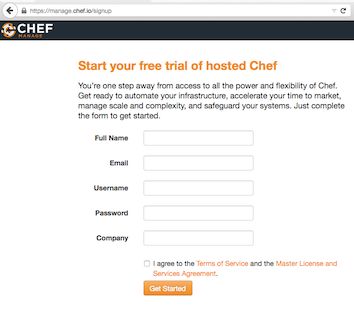 https://manage.chef.io/signup
CHEF
MANAGE
Start your free trial of hosted Chef
You're one step away from access to all the power and flexibility of Chef.
Get ready to automate your infrastructure, accelerate your time to market,
manage scale and complexity, and safeguard your systems. Just complete
the form to get started.
Full Name
Email
Username
Password
Company
I agree to the Terms of Service and the Master License and
Services Agreement.
Get Started